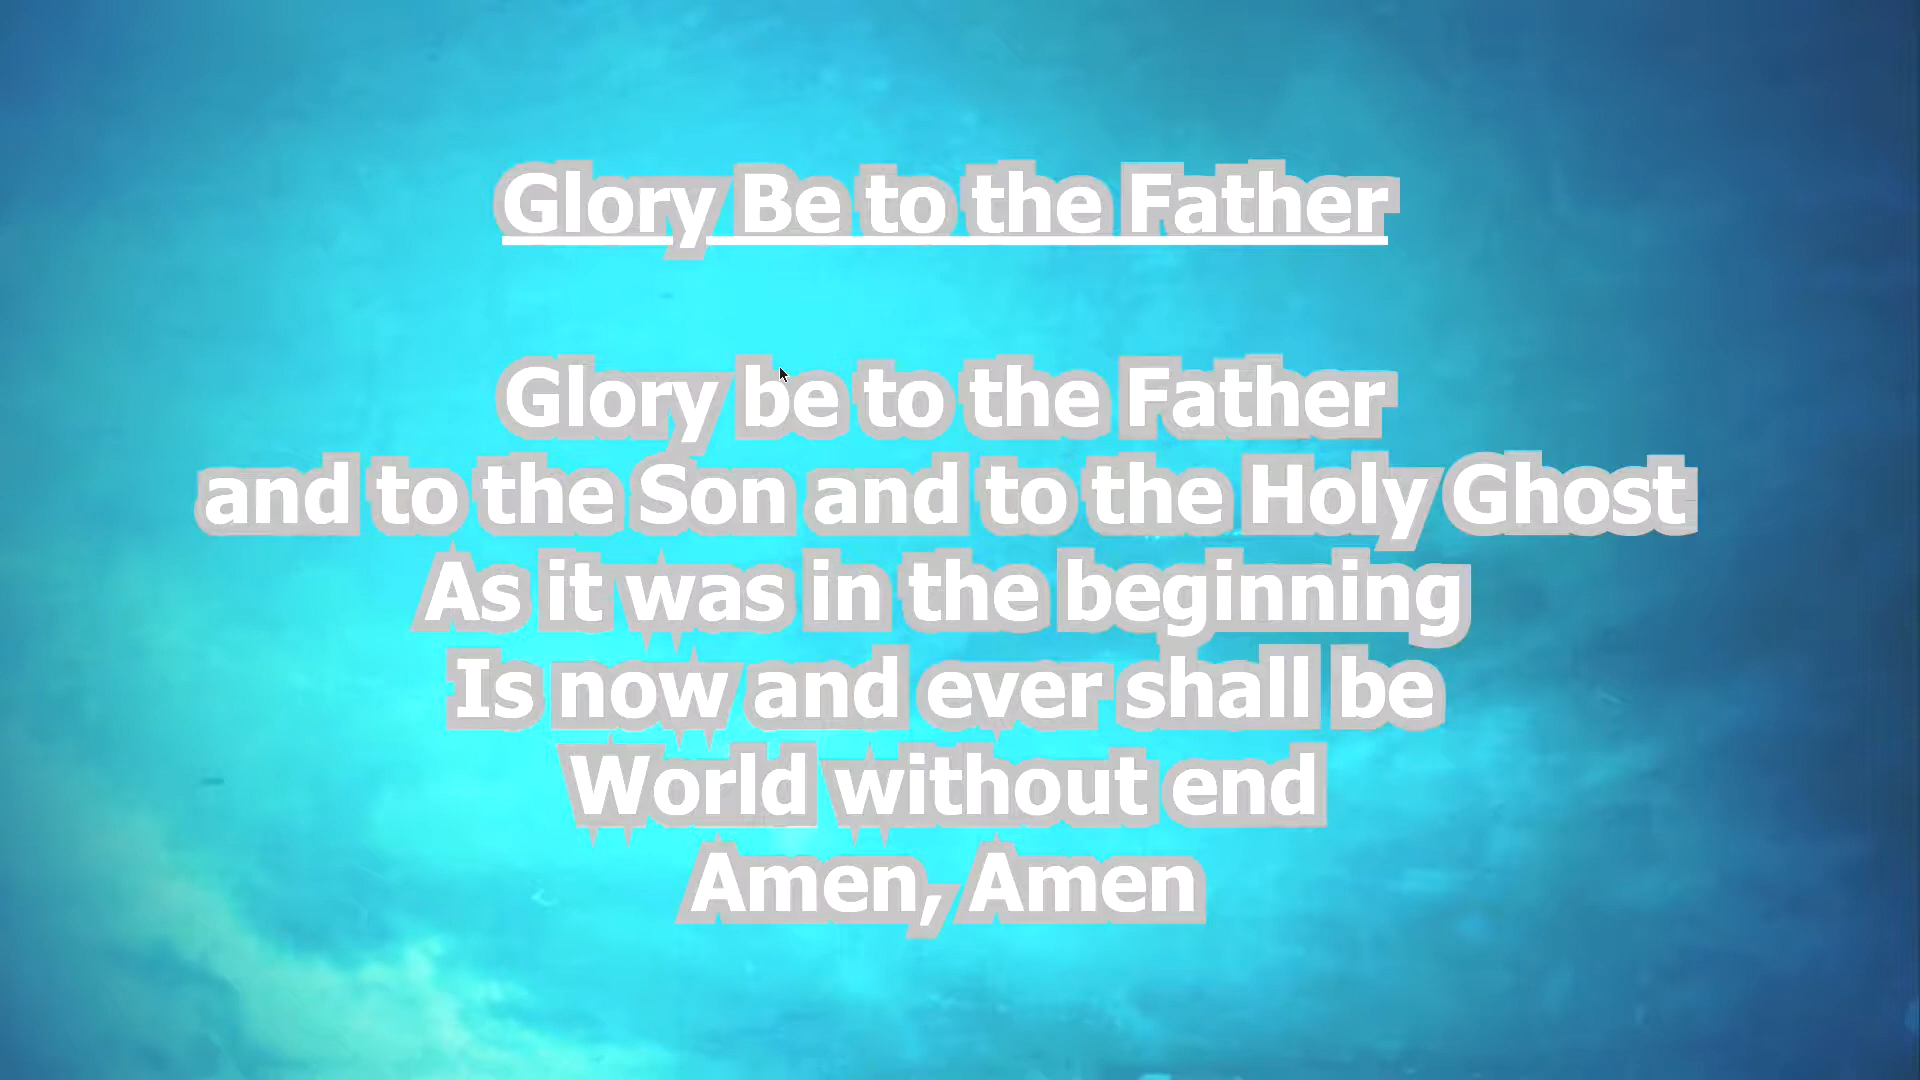 Glory Be to the Father
Glory be to the Father
and to the Son and to the Holy Ghost
As it was in the beginning
Is now and ever shall be
World without end
Amen, Amen